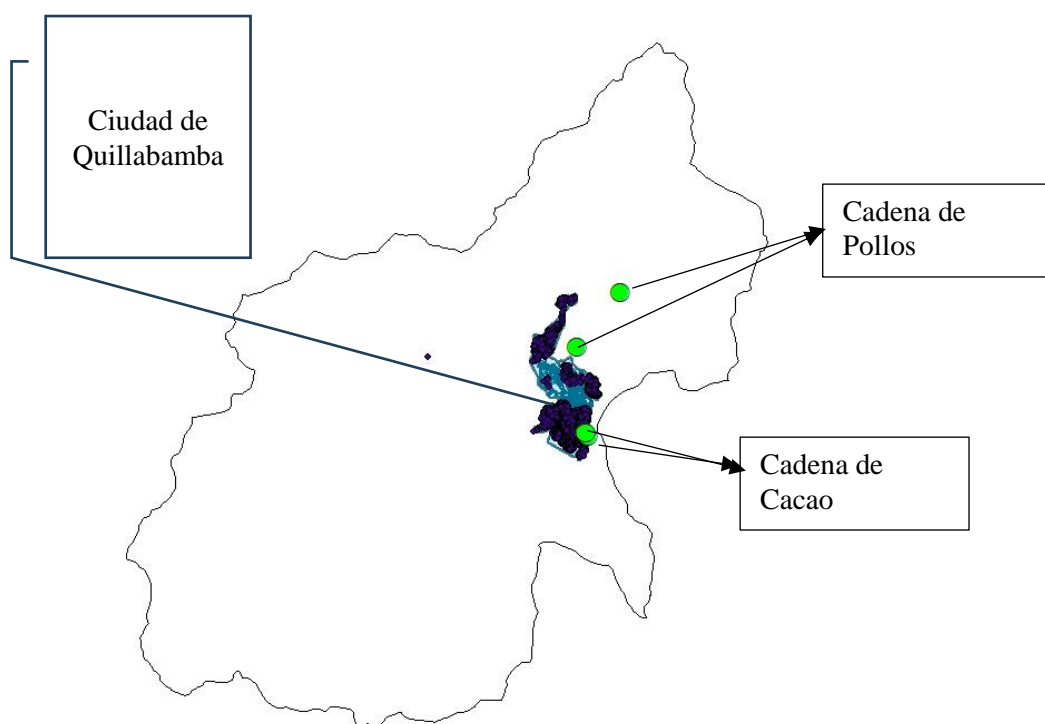 Ciudad de
Quillabamba
Cadena de
Pollos
Cadena de
Cacao